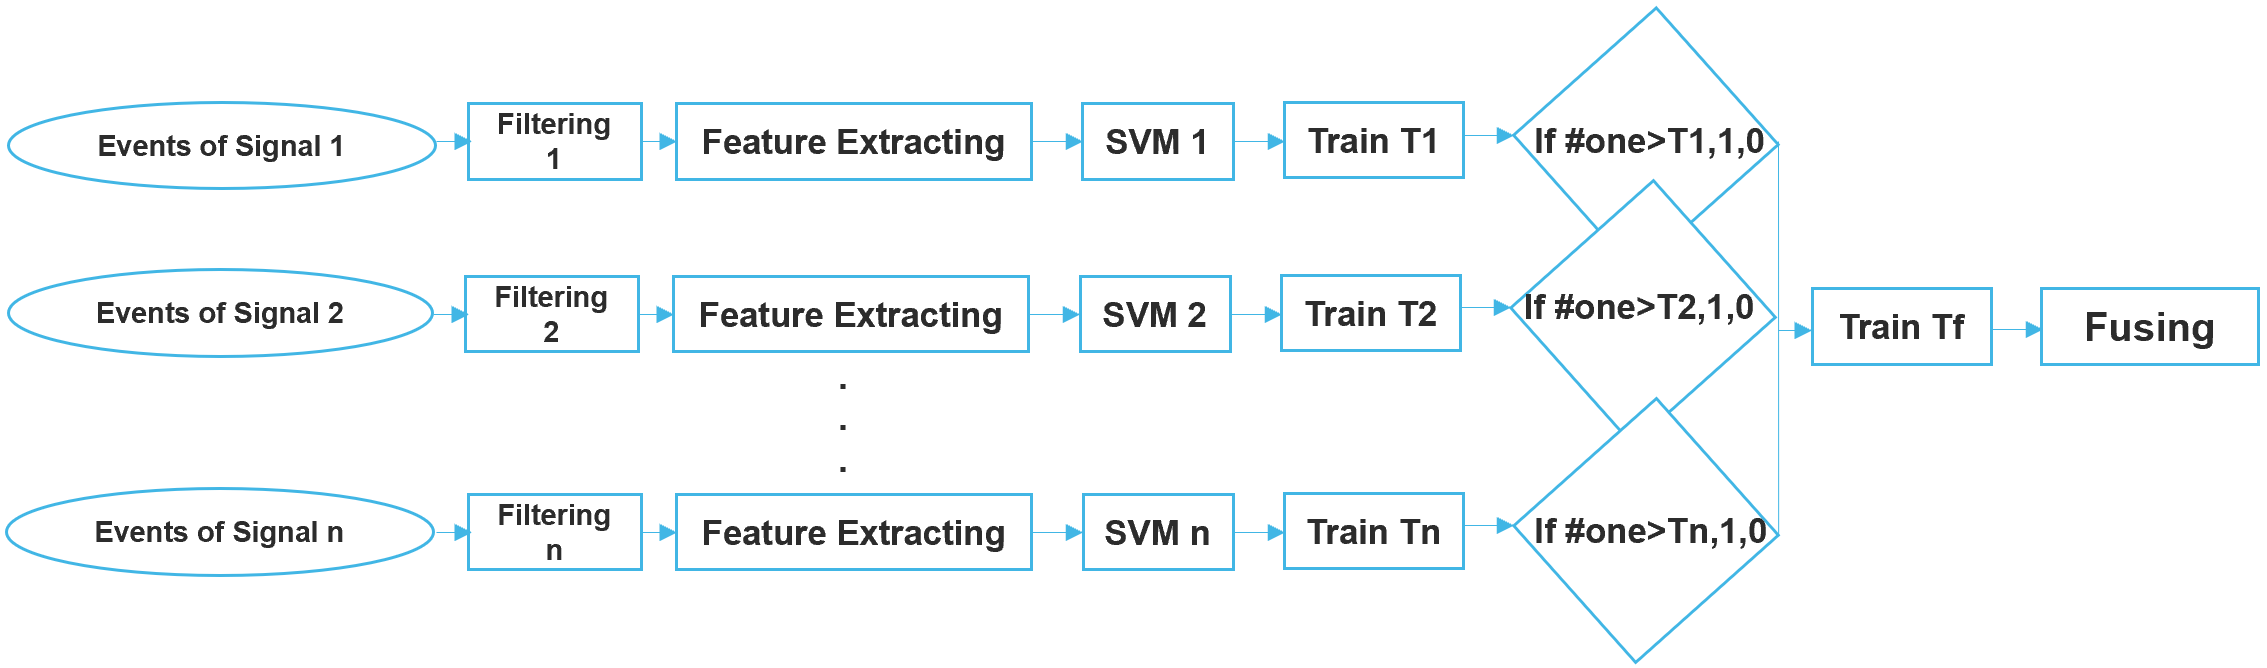 Events of Signal 1
Filtering
1
Feature Extracting
SVM 1
Train T1
If #one>T1,1,0
Events of Signal 2
Filtering
2
Feature Extracting
SVM 2
Train T2
If #one>T2,1,0
Train Tf
Fusing
.
.
.
Events of Signal n
Filtering
n
Feature Extracting
SVM n
Train Tn
If #one>Tn,1,0